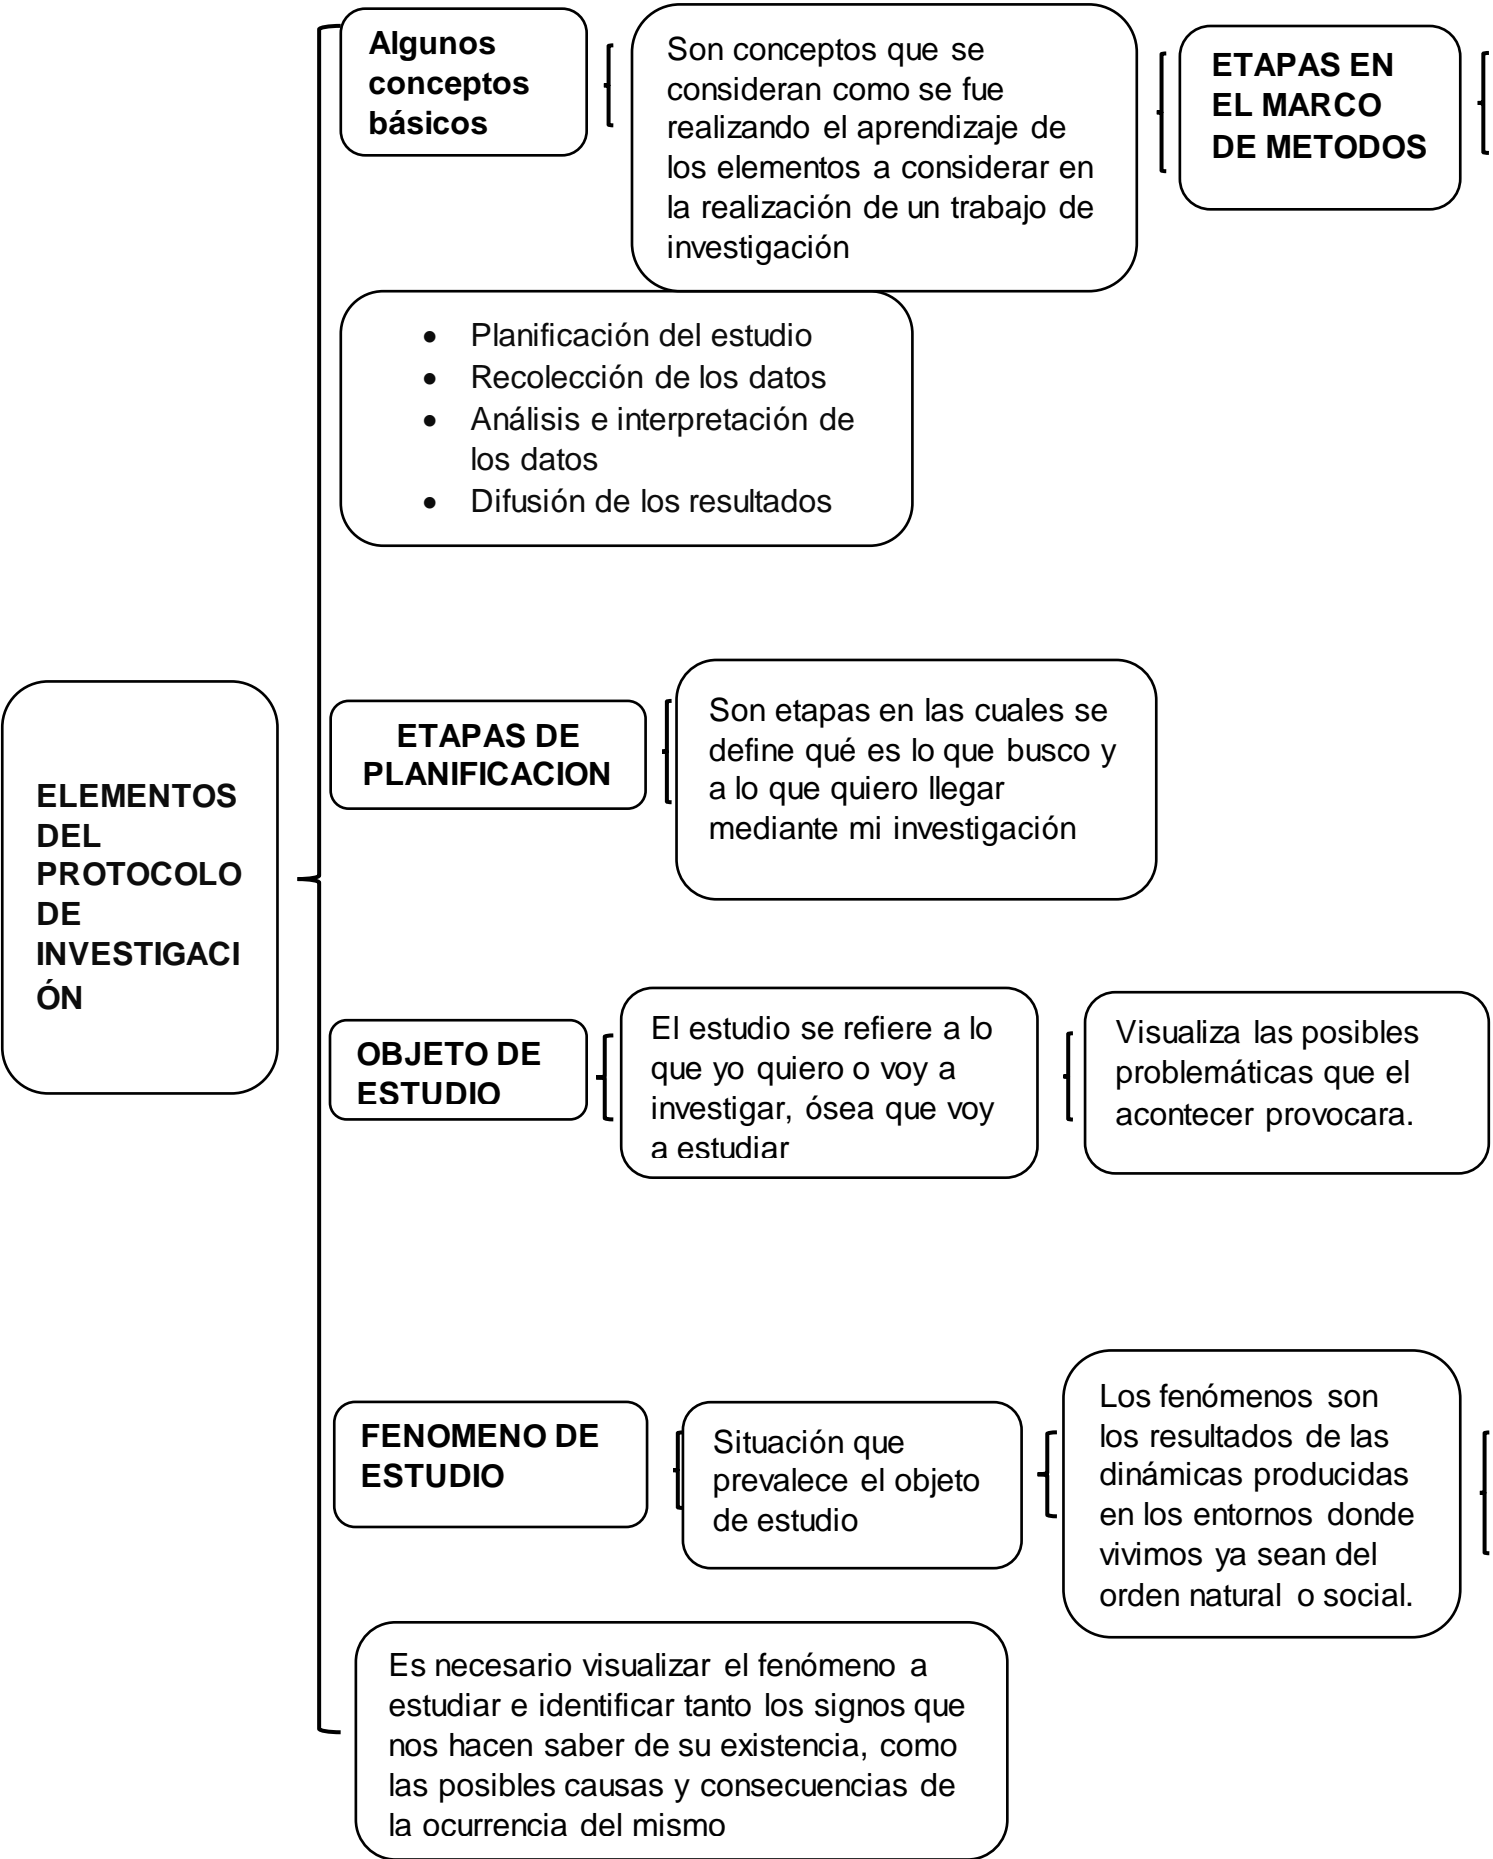 Algunos
conceptos
básicos
Son conceptos que se
consideran como se fue
realizando el aprendizaje de
los elementos a considerar en
la realización de un trabajo de
investigación
ETAPAS EN
EL MARCO
DE METODOS
• Planificación del estudio
• Recolección de los datos
• Análisis e interpretación de
los datos
• Difusión de los resultados
ELEMENTOS
DEL
PROTOCOLO
DE
INVESTIGACI
ÓN
ETAPAS DE
PLANIFICACION
Son etapas en las cuales se
define qué es lo que busco y
a lo que quiero llegar
mediante mi investigación
OBJETO DE
ESTUDIO
El estudio se refiere a lo
que yo quiero o voy a
investigar, ósea que voy
a estudiar
Visualiza las posibles
problemáticas que el
acontecer provocara.
FENOMENO DE
ESTUDIO
Situación que
prevalece el objeto
de estudio
Los fenómenos son
los resultados de las
dinámicas producidas
en los entornos donde
vivimos ya sean del
orden natural o social.
Es necesario visualizar el fenómeno a
estudiar e identificar tanto los signos que
nos hacen saber de su existencia, como
las posibles causas y consecuencias de
la ocurrencia del mismo